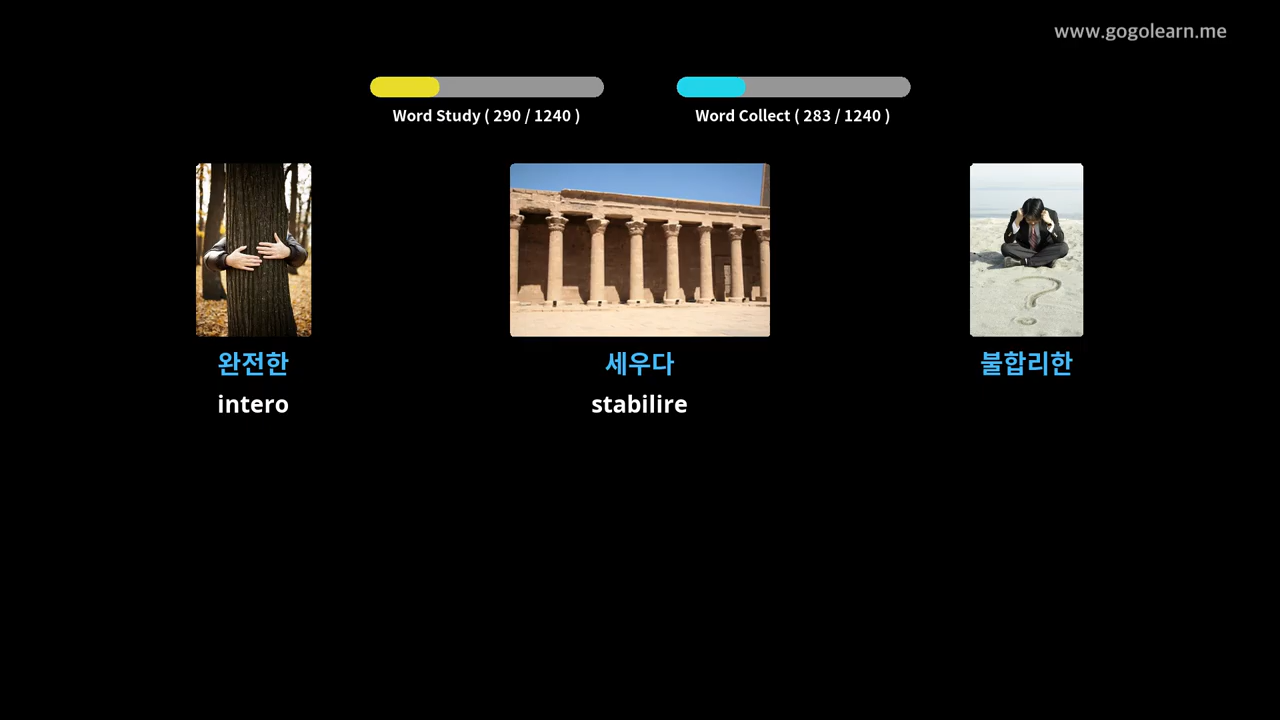 www.gogolearn.me
Word Study ( 290 / 1240 )
Word Collect ( 283 / 1240 )
완전한
세우다
불합리한
intero
stabilire